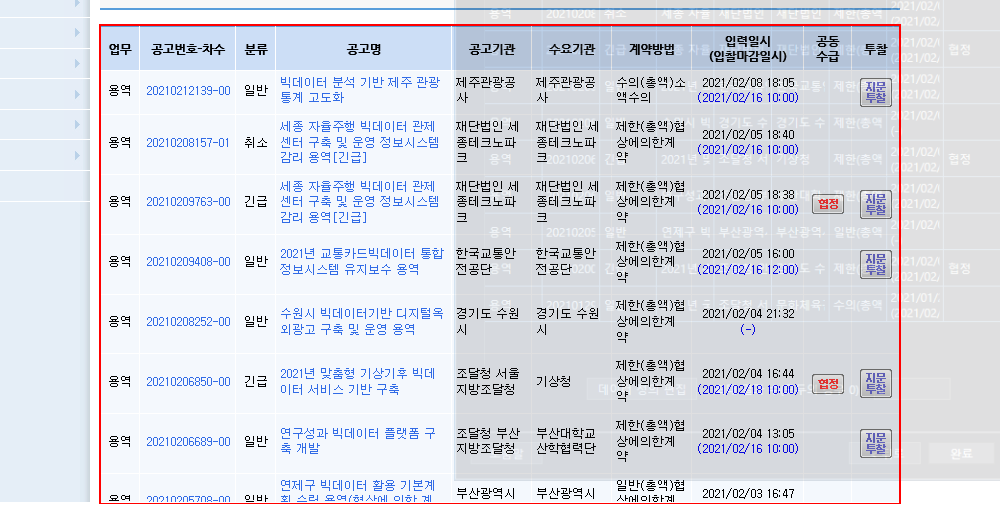 업무 공고번호-차수 분류 공고명 공고기관 수요기관 계약방법 입력일시 (입찰마감일시) 공동수급 투찰
용역 20210212139-00 일반 빅데이터 분석 기반 제주 관광 통계 고도화 제주관광공사 제주관광공사 수의(총액)소액수의 2021/02/08 18:05 (2021/02/16 10:00) 지문투찰
용역 20210208157-01 취소 세종 자율주행 빅데이터 관제센터 구축 및 운영 정보시스템 감리 용역[긴급] 재단법인 세종테크노파크 재단법인 세종테크노파크 제한(총액)협상에의한계약 2021/02/05 18:40 (2021/02/16 10:00)
용역 20210209763-00 긴급 세종 자율주행 빅데이터 관제센터 구축 및 운영 정보시스템 감리 용역[긴급] 재단법인 세종테크노파크 재단법인 세종테크노파크 제한(총액)협상에의한계약 2021/02/05 18:38 (2021/02/16 10:00) 협정 지문투찰
용역 20210209408-00 일반 2021년 교통카드빅데이터 통합정보시스템 유지보수 용역 한국교통안전공단 한국교통안전공단 제한(총액)협상에의한계약 2021/02/05 16:00 (2021/02/16 12:00) 지문투찰
용역 20210208252-00 일반 수원시 빅데이터기반 디지털옥외광고 구축 및 운영 용역 경기도 수원시 경기도 수원시 제한(총액)협상에의한계약 2021/02/04 21:32 (-)
용역 20210206850-00 긴급 2021년 맞춤형 기상기후 빅데이터 서비스 기반 구축 조달청 서울지방조달청 기상청 제한(총액)협상에의한계약 2021/02/04 16:44 (2021/02/18 10:00) 협정 지문투찰
용역 20210206689-00 일반 연구성과 빅데이터 플랫폼 구축 개발 조달청 부산지방조달청 부산대학교 산학협력단 제한(총액)협상에의한계약 2021/02/04 13:05 (2021/02/16 10:00) 지문투찰
용역 20210205708-00 일반 연제구 빅데이터 활용 기본계획 수립 용역(협상에 의한 계 부산광역시 부산광역시 일반(총액)협상에의한계 2021/02/03 16:47
완료